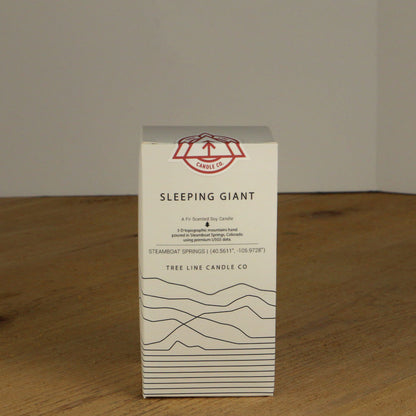 CANDLE CO.
SLEEPING GIANT
A Fir Scented Soy Candle
3-D topographic mountains hand
poured in Steamboat Springs, Colorado
using premium USGS data
STEAMBOAT SPRINGS | (40.5611°, -106.9728°)
TREE LINE CANDLE CO